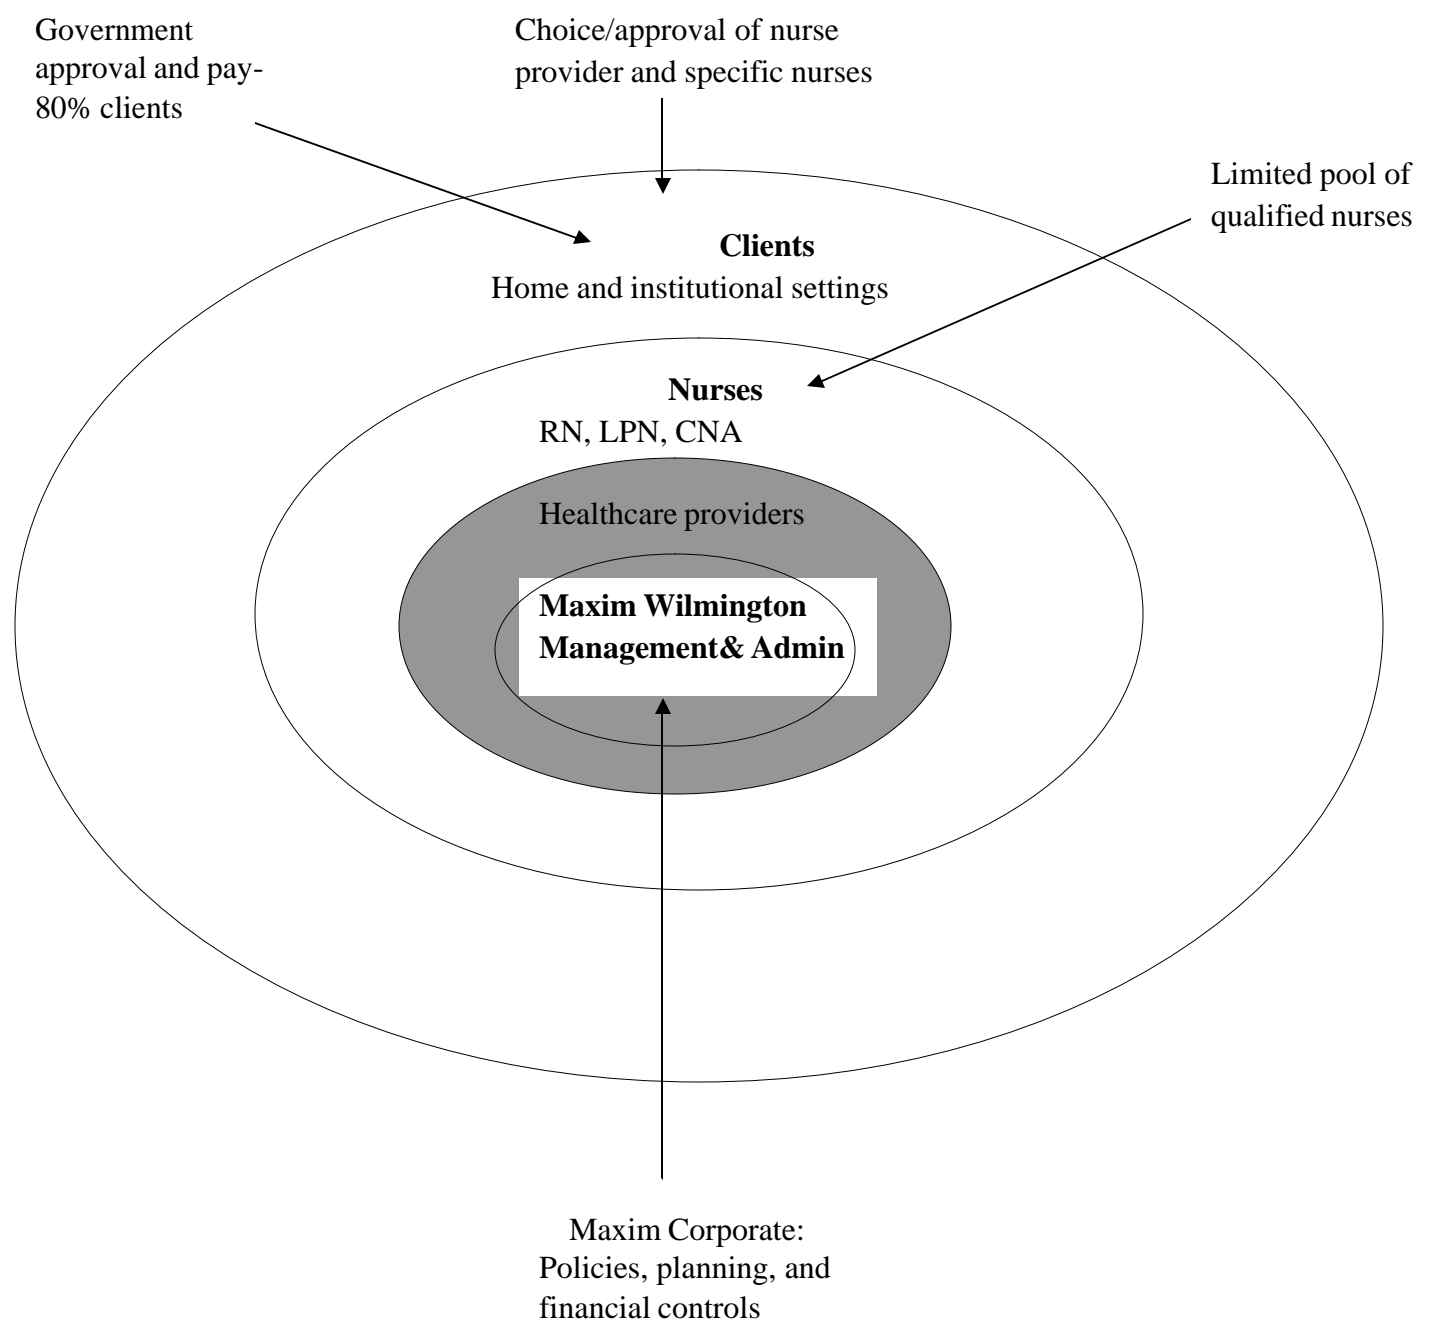 Government
approval and pay-
80% clients
Choice/approval of nurse
provider and specific nurses
Limited pool of
qualified nurses
Clients
Home and institutional settings
Nurses
RN, LPN, CNA
Healthcare providers
Maxim Wilmington
Management& Admin
Maxim Corporate:
Policies, planning, and
financial controls